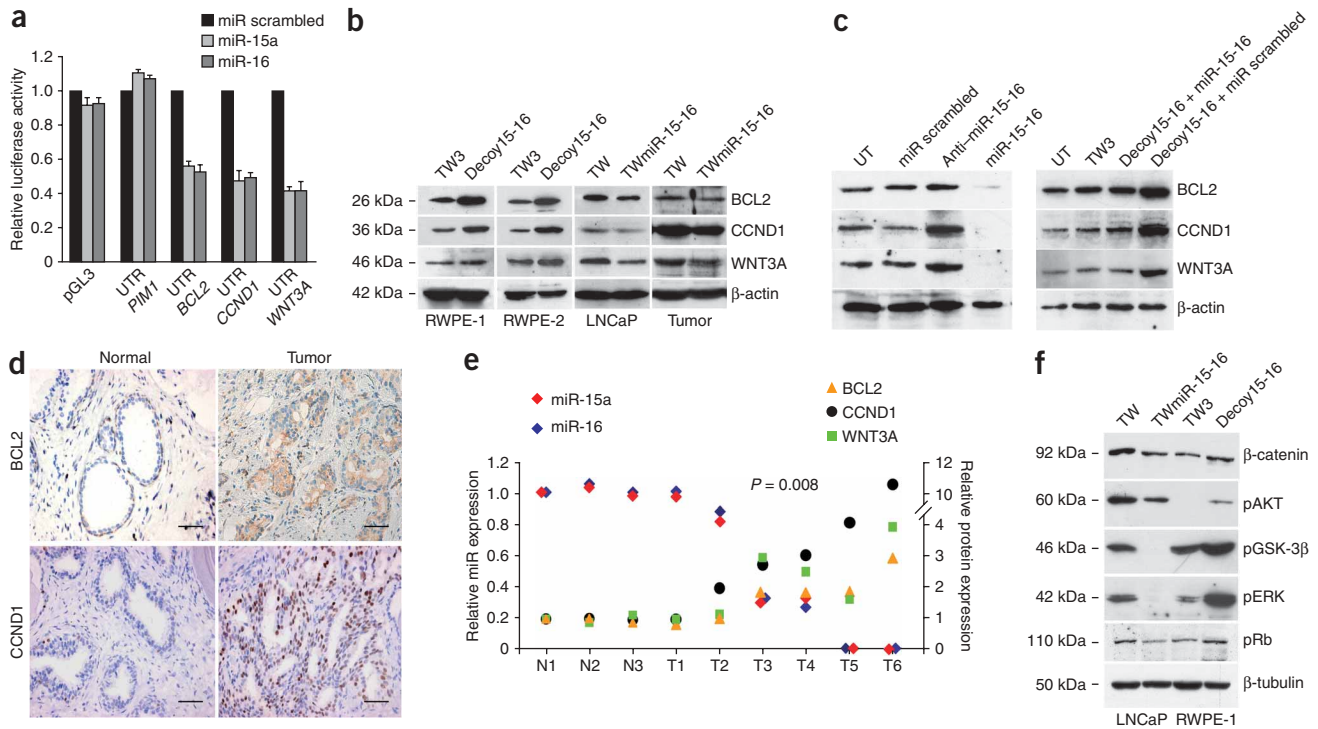 a
miR scrambled
miR-15a
miR-16
Relative luciferase activity
1.2
1.0
0.8
0.6
0.4
0.2
0
pGL3
UTR PIM1
UTR BCL2
UTR CCND1
UTR WNT3A
b
TW3
Decoy15-16
TW3
Decoy15-16
TW
TWmiR-15-16
TW
TWmiR-15-16
26 kDa
BCL2
36 kDa
CCND1
46 kDa
WNT3A
42 kDa
β-actin
RWPE-1
RWPE-2
LNCaP
Tumor
c
UT
miR scrambled
Anti-miR-15-16
miR-15-16
UT
TW3
Decoy15-16 + miR-15-16
Decoy15-16 + miR scrambled
BCL2
CCND1
WNT3A
β-actin
d
Normal
Tumor
BCL2
CCND1
e
miR-15a
miR-16
BCL2
CCND1
WNT3A
Relative miR expression
1.2
1.0
0.8
0.6
0.4
0.2
0
P = 0.008
12
10
4
3
2
1
0
Relative protein expression
N1 N2 N3 T1 T2 T3 T4 T5 T6
f
TW
TWmiR-15-16
TW3
Decoy15-16
92 kDa
β-catenin
60 kDa
pAKT
46 kDa
pGSK-3β
42 kDa
pERK
110 kDa
pRb
50 kDa
β-tubulin
LNCaP RWPE-1